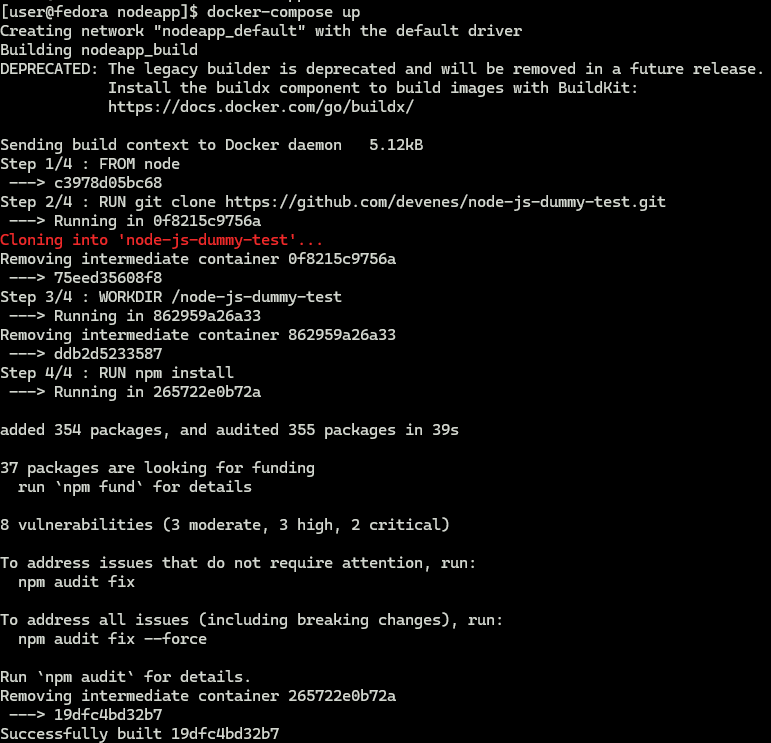 [user@fedora nodeapp]$ docker-compose up
Creating network "nodeapp_default" with the default driver
Building nodeapp_build
DEPRECATED: The legacy builder is deprecated and will be removed in a future release.
            Install the buildx component to build images with BuildKit:
            https://docs.docker.com/go/buildx/

Sending build context to Docker daemon   5.12kB
Step 1/4 : FROM node
 ---> c3978d05bc68
Step 2/4 : RUN git clone https://github.com/devenes/node-js-dummy-test.git
 ---> Running in 0f8215c9756a
Cloning into 'node-js-dummy-test'...
Removing intermediate container 0f8215c9756a
 ---> 75eed35608f8
Step 3/4 : WORKDIR /node-js-dummy-test
 ---> Running in 862959a26a33
Removing intermediate container 862959a26a33
 ---> ddb2d5233587
Step 4/4 : RUN npm install
 ---> Running in 265722e0b72a

added 354 packages, and audited 355 packages in 39s

37 packages are looking for funding
  run `npm fund` for details

8 vulnerabilities (3 moderate, 3 high, 2 critical)

To address issues that do not require attention, run:
  npm audit fix

To address all issues (including breaking changes), run:
  npm audit fix --force

Run `npm audit` for details.
Removing intermediate container 265722e0b72a
 ---> 19dfc4bd32b7
Successfully built 19dfc4bd32b7